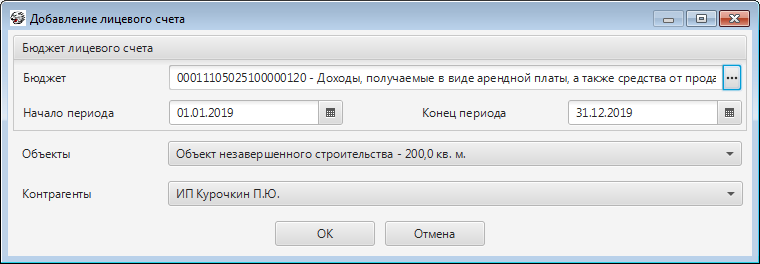 Добавление лицевого счета
Бюджет лицевого счета
Бюджет 00011105025100000120 - Доходы, получаемые в виде арендной платы, а также средства от прода ...
Начало периода 01.01.2019 Конец периода 31.12.2019
Объекты Объект незавершенного строительства - 200,0 кв. м.
Контрагенты ИП Курочкин П.Ю.
ОК Отмена